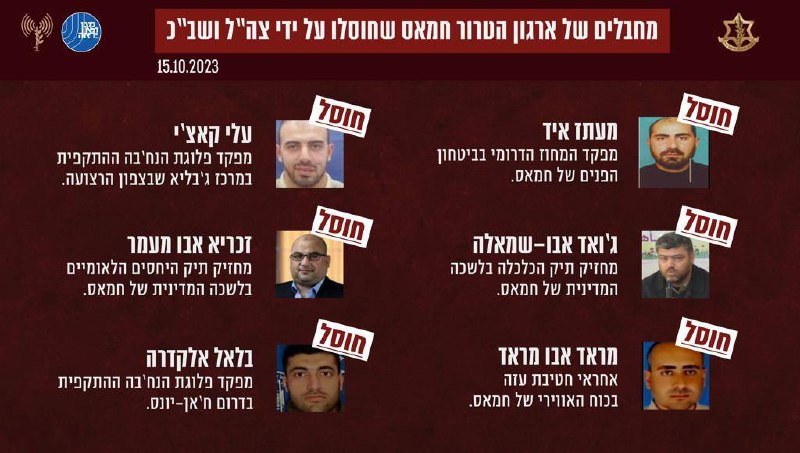 מחבלים של ארגון הטרור חמאס שחוסלו על ידי צה"ל ושב"כ
15.10.2023
חוסל
מעתז איד
מפקד המחוז הדרומי בביטחון
הפנים של חמאס.
חוסל
עלי קאצ'י
מפקד פלוגת הנח'בה ההתקפית
במרכז ג'בליא שבצפון הרצועה.
חוסל
ג'ואד אבו-שמאלה
מחזיק תיק הכלכלה בלשכה
המדינית של חמאס.
חוסל
זכריא אבו מעמר
מחזיק תיק היחסים הלאומיים
בלשכה המדינית של חמאס.
חוסל
מראד אבו מראד
אחראי חטיבת עזה
בכוח האווירי של חמאס.
חוסל
בלאל אלקדרה
מפקד פלוגת הנח'בה ההתקפית
בדרום ח'אן-יונס.